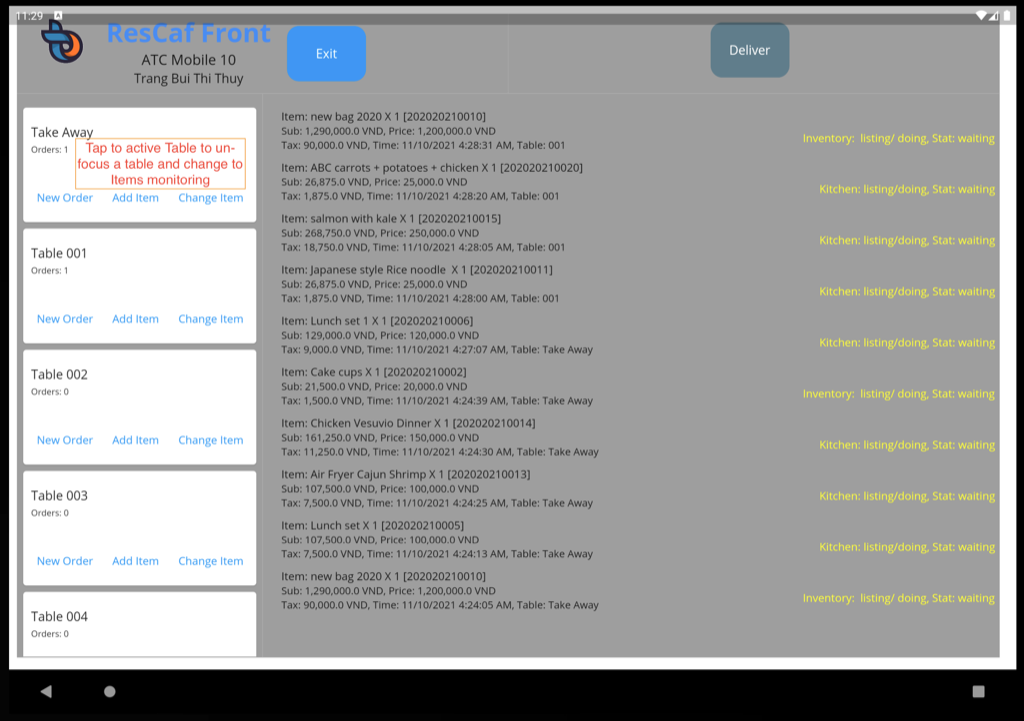 11:29 A
ResCaf Front
ATC Mobile 10
Trang Bui Thi Thuy
Exit
Deliver
Take Away
Orders: 1
Tap to active Table to un-
focus a table and change to
Items monitoring
New Order Add Item Change Item
Table 001
Orders: 1
New Order Add Item Change Item
Table 002
Orders: 0
New Order Add Item Change Item
Table 003
Orders: 0
New Order Add Item Change Item
Table 004
Orders: 0
Item: new bag 2020 X 1 [202020210010]
Sub: 1,290,000.0 VND, Price: 1,200,000.0 VND
Tax: 90,000.0 VND, Time: 11/10/2021 4:28:31 AM, Table: 001
Inventory:  listing/ doing, Stat: waiting
Item: ABC carrots + potatoes + chicken X 1 [202020210020]
Sub: 26,875.0 VND, Price: 25,000.0 VND
Tax: 1,875.0 VND, Time: 11/10/2021 4:28:20 AM, Table: 001
Kitchen: listing/doing, Stat: waiting
Item: salmon with kale X 1 [202020210015]
Sub: 268,750.0 VND, Price: 250,000.0 VND
Tax: 18,750.0 VND, Time: 11/10/2021 4:28:05 AM, Table: 001
Kitchen: listing/doing, Stat: waiting
Item: Japanese style Rice noodle  X 1 [202020210011]
Sub: 26,875.0 VND, Price: 25,000.0 VND
Tax: 1,875.0 VND, Time: 11/10/2021 4:28:00 AM, Table: 001
Kitchen: listing/doing, Stat: waiting
Item: Lunch set 1 X 1 [202020210006]
Sub: 129,000.0 VND, Price: 120,000.0 VND
Tax: 9,000.0 VND, Time: 11/10/2021 4:27:07 AM, Table: Take Away
Kitchen: listing/doing, Stat: waiting
Item: Cake cups X 1 [202020210002]
Sub: 21,500.0 VND, Price: 20,000.0 VND
Tax: 1,500.0 VND, Time: 11/10/2021 4:24:39 AM, Table: Take Away
Inventory:  listing/ doing, Stat: waiting
Item: Chicken Vesuvio Dinner X 1 [202020210014]
Sub: 161,250.0 VND, Price: 150,000.0 VND
Tax: 11,250.0 VND, Time: 11/10/2021 4:24:30 AM, Table: Take Away
Kitchen: listing/doing, Stat: waiting
Item: Air Fryer Cajun Shrimp X 1 [202020210013]
Sub: 107,500.0 VND, Price: 100,000.0 VND
Tax: 7,500.0 VND, Time: 11/10/2021 4:24:25 AM, Table: Take Away
Kitchen: listing/doing, Stat: waiting
Item: Lunch set X 1 [202020210005]
Sub: 107,500.0 VND, Price: 100,000.0 VND
Tax: 7,500.0 VND, Time: 11/10/2021 4:24:13 AM, Table: Take Away
Kitchen: listing/doing, Stat: waiting
Item: new bag 2020 X 1 [202020210010]
Sub: 1,290,000.0 VND, Price: 1,200,000.0 VND
Tax: 90,000.0 VND, Time: 11/10/2021 4:24:05 AM, Table: Take Away
Inventory:  listing/ doing, Stat: waiting